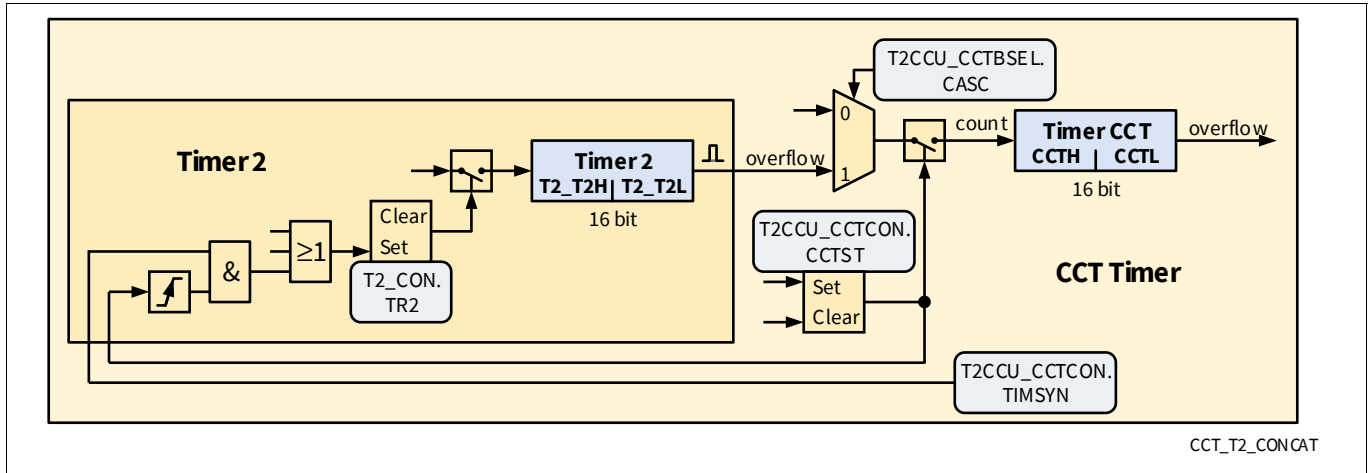 T2CCU_CCTBSEL.
CASC
0
1
count
Timer CCT
CCTH | CCTL
16 bit
overflow
Timer 2
Timer 2
T2_T2H | T2_T2L
16 bit
overflow
Clear
Set
T2_CON.
TR2
≥1
&
T2CCU_CCTCON.
CCTST
Set
Clear
CCT Timer
T2CCU_CCTCON.
TIMSYN
CCT_T2_CONCAT